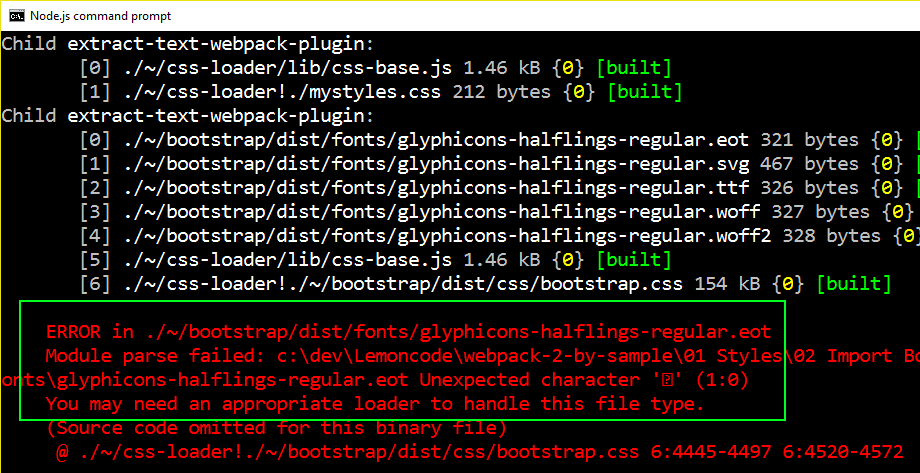 Node.js command prompt
Child extract-text-webpack-plugin:
[0] ./~/css-loader/lib/css-base.js 1.46 kB {0} [built]
[1] ./~/css-loader!./mystyles.css 212 bytes {0} [built]
Child extract-text-webpack-plugin:
[0] ./~/bootstrap/dist/fonts/glyphicons-halflings-regular.eot 321 bytes {0} [
[1] ./~/bootstrap/dist/fonts/glyphicons-halflings-regular.svg 467 bytes {0} [
[2] ./~/bootstrap/dist/fonts/glyphicons-halflings-regular.ttf 326 bytes {0} [
[3] ./~/bootstrap/dist/fonts/glyphicons-halflings-regular.woff 327 bytes {0}
[4] ./~/bootstrap/dist/fonts/glyphicons-halflings-regular.woff2 328 bytes {0
[5] ./~/css-loader/lib/css-base.js 1.46 kB {0} [built]
[6] ./~/css-loader!./~/bootstrap/dist/css/bootstrap.css 154 kB {0} [built]
ERROR in ./~/bootstrap/dist/fonts/glyphicons-halflings-regular.eot
Module parse failed: c:\dev\Lemoncode\webpack-2-by-sample\01 Styles\02 Import Bo
onts\glyphicons-halflings-regular.eot Unexpected character '�' (1:0)
You may need an appropriate loader to handle this file type.
(Source code omitted for this binary file)
@ ./~/css-loader!./~/bootstrap/dist/css/bootstrap.css 6:4445-4497 6:4520-4572